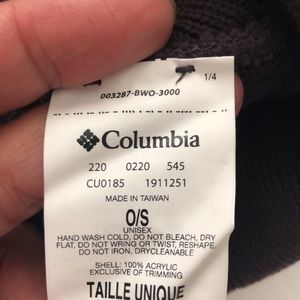 1/4
003287-BWO-3000
Columbia
220 0220 545
CU0185 1911251
MADE IN TAIWAN
O/S
UNISEX
HAND WASH COLD, DO NOT BLEACH, DRY
FLAT, DO NOT WRING OR TWIST, RESHAPE,
DO NOT IRON, DRYCLEANABLE
SHELL: 100% ACRYLIC
EXCLUSIVE OF TRIMMING
TAILLE UNIQUE